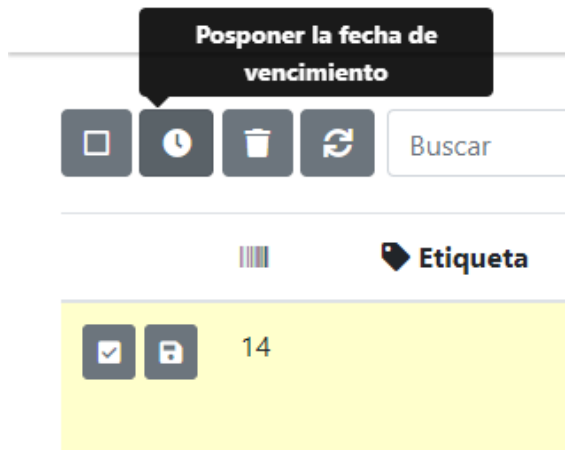 Posponer la fecha de
vencimiento
Buscar
Etiqueta
14